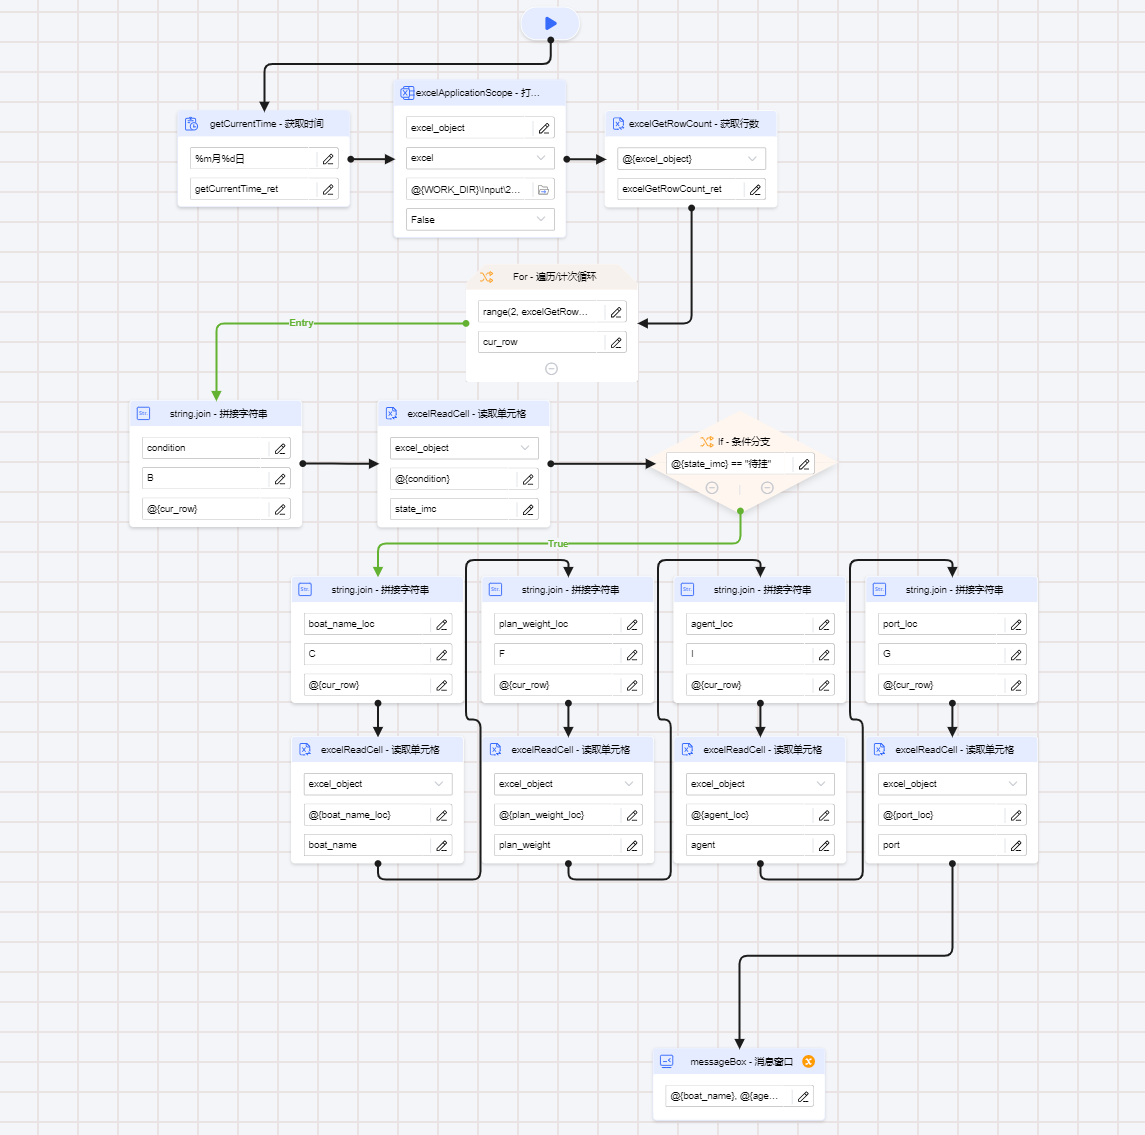 getCurrentTime - 获取时间
%m月%d日
getCurrentTime_ret
excelApplicationScope - 打...
excel_object
excel
@{WORK_DIR}\Input\2...
False
excelGetRowCount - 获取行数
@{excel_object}
excelGetRowCount_ret
For - 遍历/计次循环
range(2, excelGetRow...
cur_row
Entry
string.join - 拼接字符串
condition
B
@{cur_row}
excelReadCell - 读取单元格
excel_object
@{condition}
state_imc
If - 条件分支
@{state_imc} == "待挂"
True
string.join - 拼接字符串
boat_name_loc
C
@{cur_row}
string.join - 拼接字符串
plan_weight_loc
F
@{cur_row}
string.join - 拼接字符串
agent_loc
I
@{cur_row}
string.join - 拼接字符串
port_loc
G
@{cur_row}
excelReadCell - 读取单元格
excel_object
@{boat_name_loc}
boat_name
excelReadCell - 读取单元格
excel_object
@{plan_weight_loc}
plan_weight
excelReadCell - 读取单元格
excel_object
@{agent_loc}
agent
excelReadCell - 读取单元格
excel_object
@{port_loc}
port
messageBox - 消息窗口
@{boat_name}, @{age...